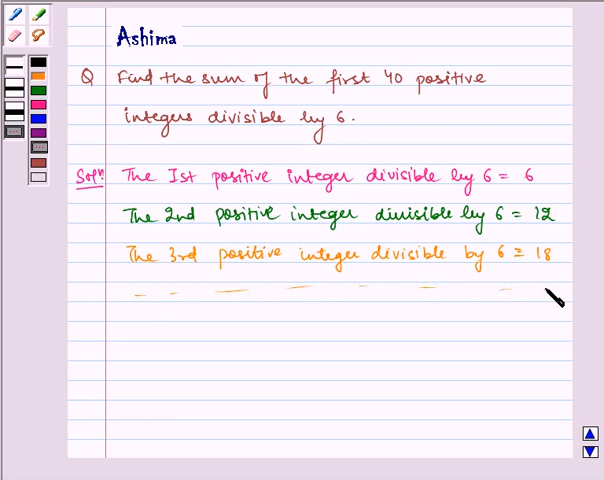 Ashima
Q Find the sum of the first 40 positive
integers divisible by 6.
Solⁿ. The 1st positive integer divisible by 6 = 6
The 2nd positive integer divisible by 6 = 12
The 3rd positive integer divisible by 6 = 18